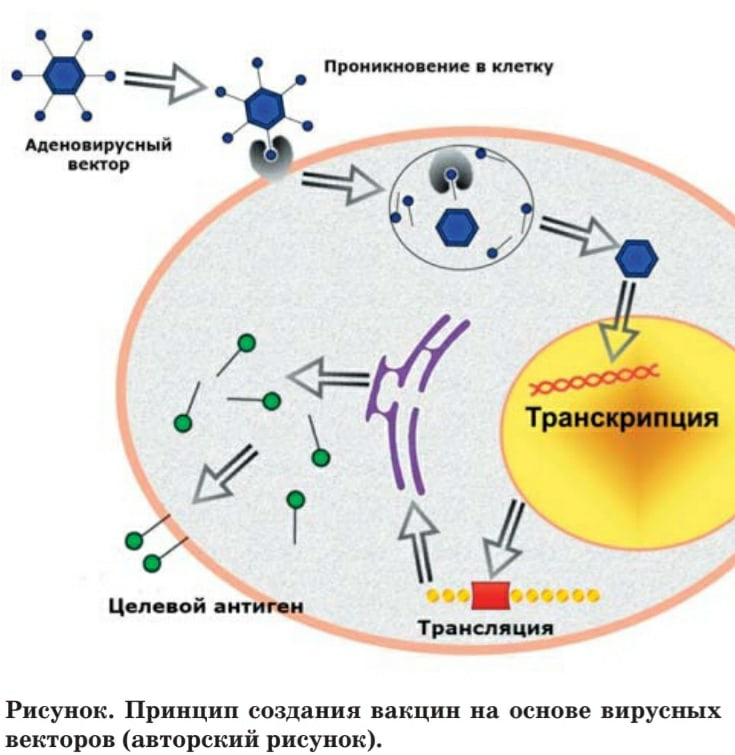 Проникновение в клетку
Аденовирусный
вектор
Транскрипция
Целевой антиген
Трансляция
Рисунок. Принцип создания вакцин на основе вирусных
векторов (авторский рисунок).